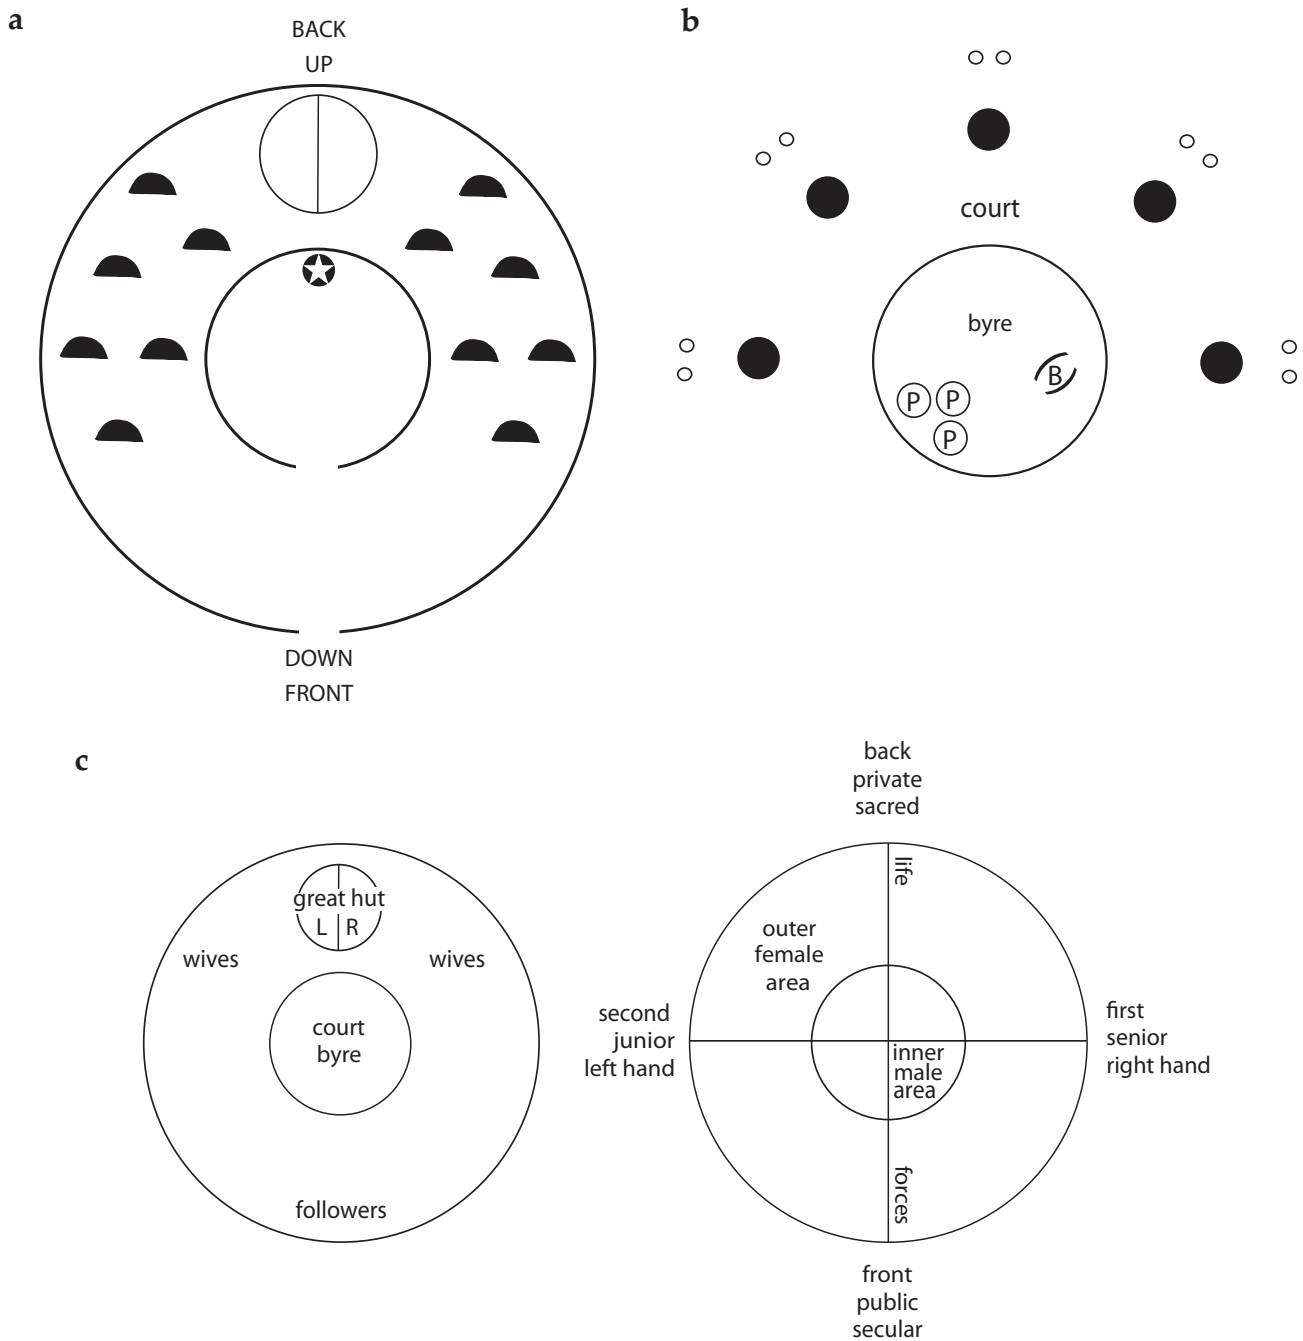 a
BACK
UP
DOWN
FRONT
b
court
byre
B
P P
P
c
great hut
L R
wives
wives
court
byre
followers
back
private
sacred
life
outer
female
area
second
junior
left hand
inner
male
area
first
senior
right hand
forces
front
public
secular